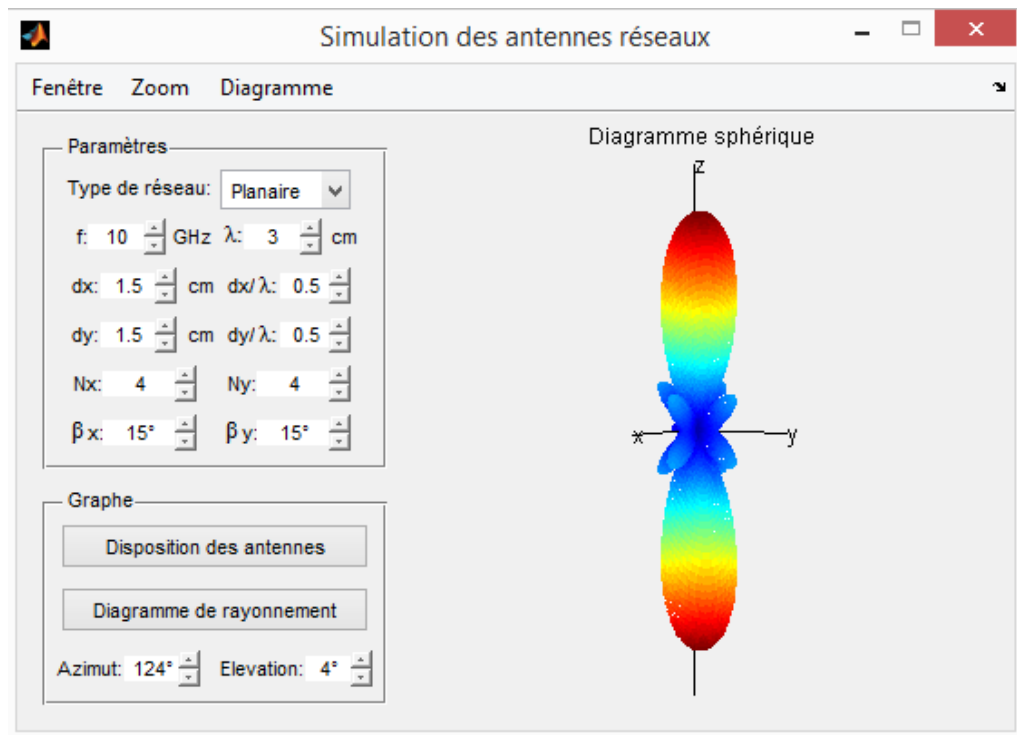 Simulation des antennes réseaux
Fenêtre Zoom Diagramme
Paramètres
Type de réseau: Planaire
f: 10 GHz λ: 3 cm
dx: 1.5 cm dx/λ: 0.5
dy: 1.5 cm dy/λ: 0.5
Nx: 4 Ny: 4
βx: 15° βy: 15°
Graphe
Disposition des antennes
Diagramme de rayonnement
Azimut: 124° Elevation: 4°
Diagramme sphérique
z
x
y